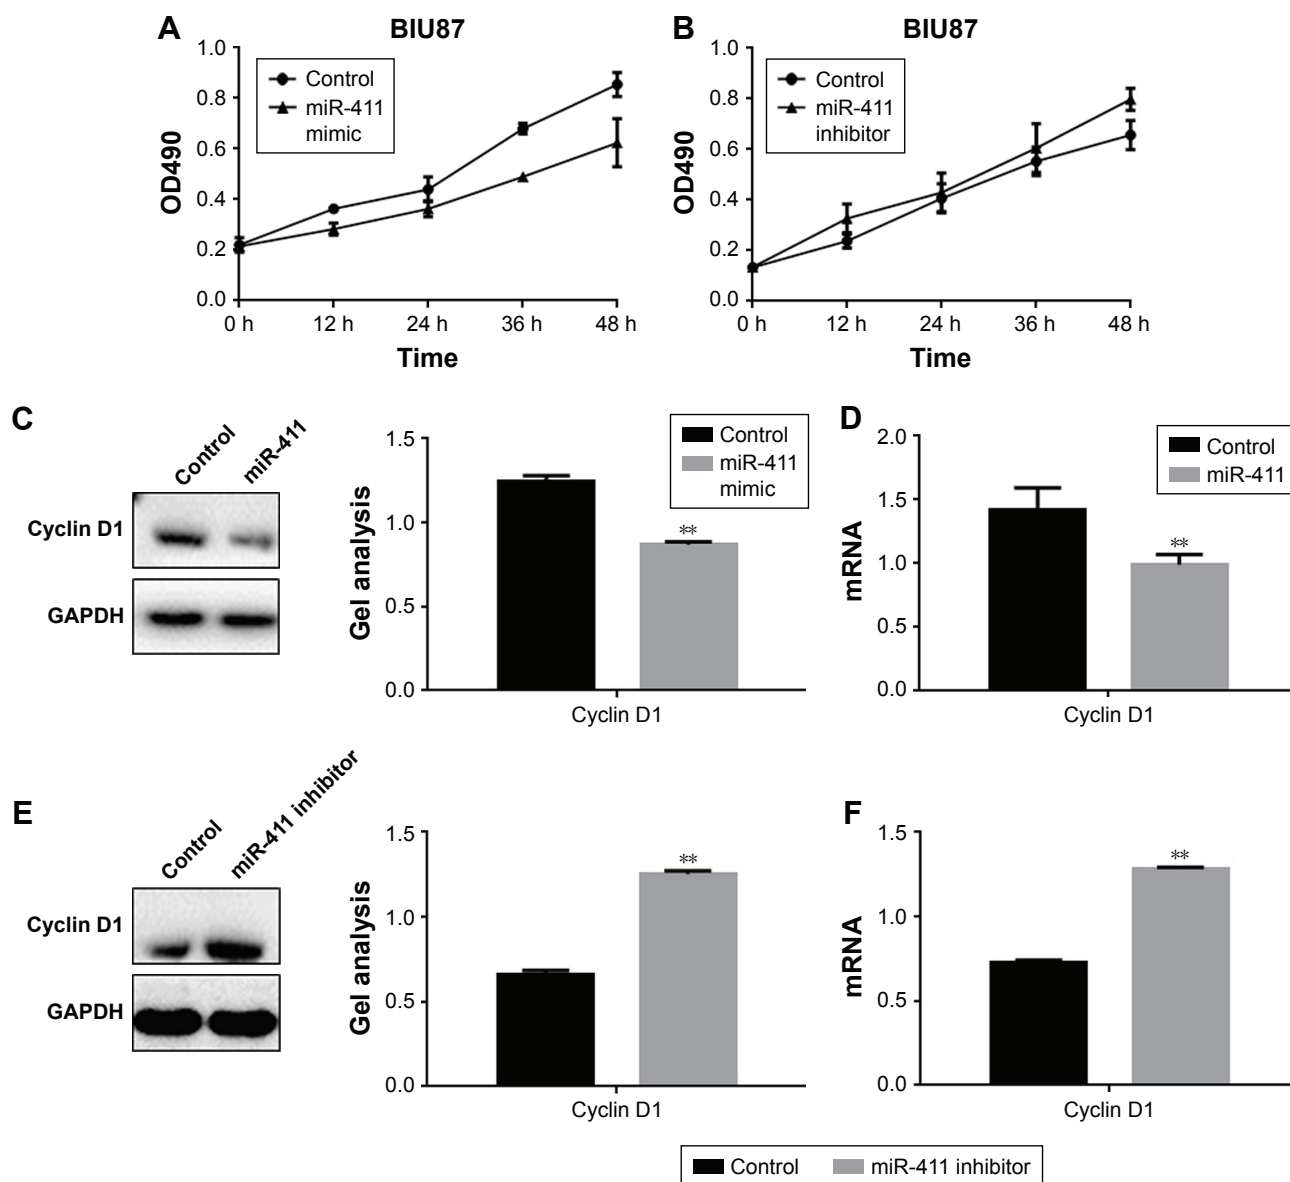 A
BIU87
OD490
1.0
0.8
0.6
0.4
0.2
0.0
Control
miR-411
mimic
0 h
12 h
24 h
36 h
48 h
Time
B
BIU87
OD490
1.0
0.8
0.6
0.4
0.2
0.0
Control
miR-411
inhibitor
0 h
12 h
24 h
36 h
48 h
Time
C
Control
miR-411
Cyclin D1
GAPDH
Gel analysis
1.5
1.0
0.5
0.0
Control
miR-411
mimic
**
Cyclin D1
D
mRNA
2.0
1.5
1.0
0.5
0.0
Control
miR-411
**
Cyclin D1
E
Control
miR-411 inhibitor
Cyclin D1
GAPDH
Gel analysis
1.5
1.0
0.5
0.0
**
Cyclin D1
F
mRNA
1.5
1.0
0.5
0.0
**
Cyclin D1
Control
miR-411 inhibitor